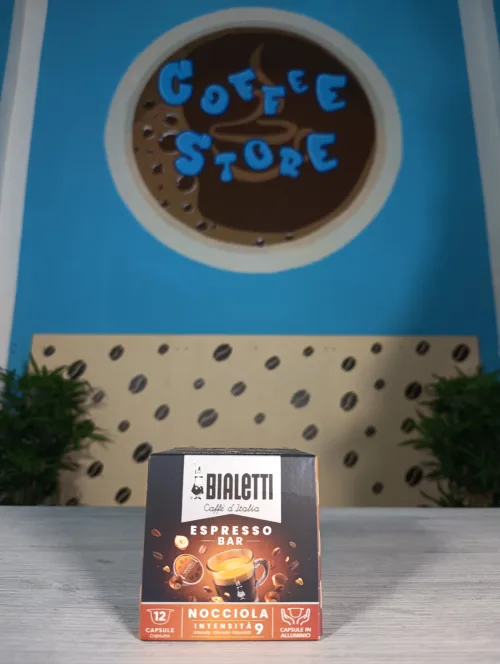 COFFEE
STORE
BIALETTI
Caffè d'Italia
ESPRESSO
BAR
12
CAPSULE
NOCCIOLA
INTENSITÀ 9
CAPSULE IN
ALLUMINIO